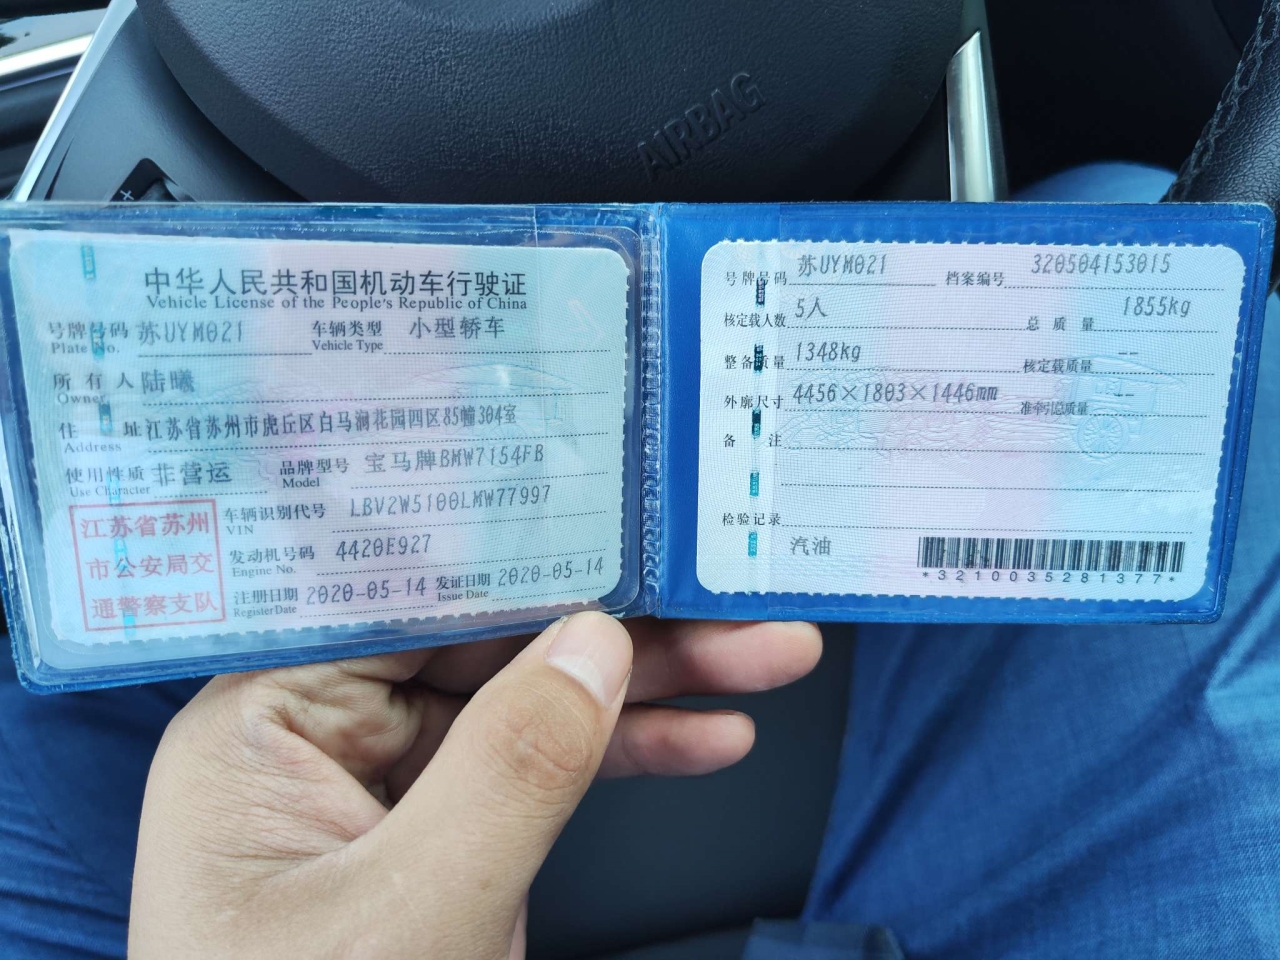 AIRBAG
中华人民共和国机动车行驶证
Vehicle License of the People's Republic of China
号牌号码 苏UYM021 车辆类型 小型轿车
Plate No. Vehicle Type
所有人 陆曦
Owner
住址 江苏省苏州市虎丘区白马涧花园四区85幢304室
Address
使用性质 非营运 品牌型号 宝马牌BMW7154FB
Use Character Model
江苏省苏州
市公安局交
通警察支队
车辆识别代号 LBV2W5100LMW77997
VIN
发动机号码 4420E927
Engine No.
注册日期 2020-05-14 发证日期 2020-05-14
Register Date Issue Date
号牌号码 苏UYM021 档案编号 320504153015
核定载人数 5人 总质量 1855kg
整备质量 1348kg 核定载质量 --
外廓尺寸 4456×1803×1446mm 准牵引总质量 --
备注
检验记录
汽油
*3210035281377*